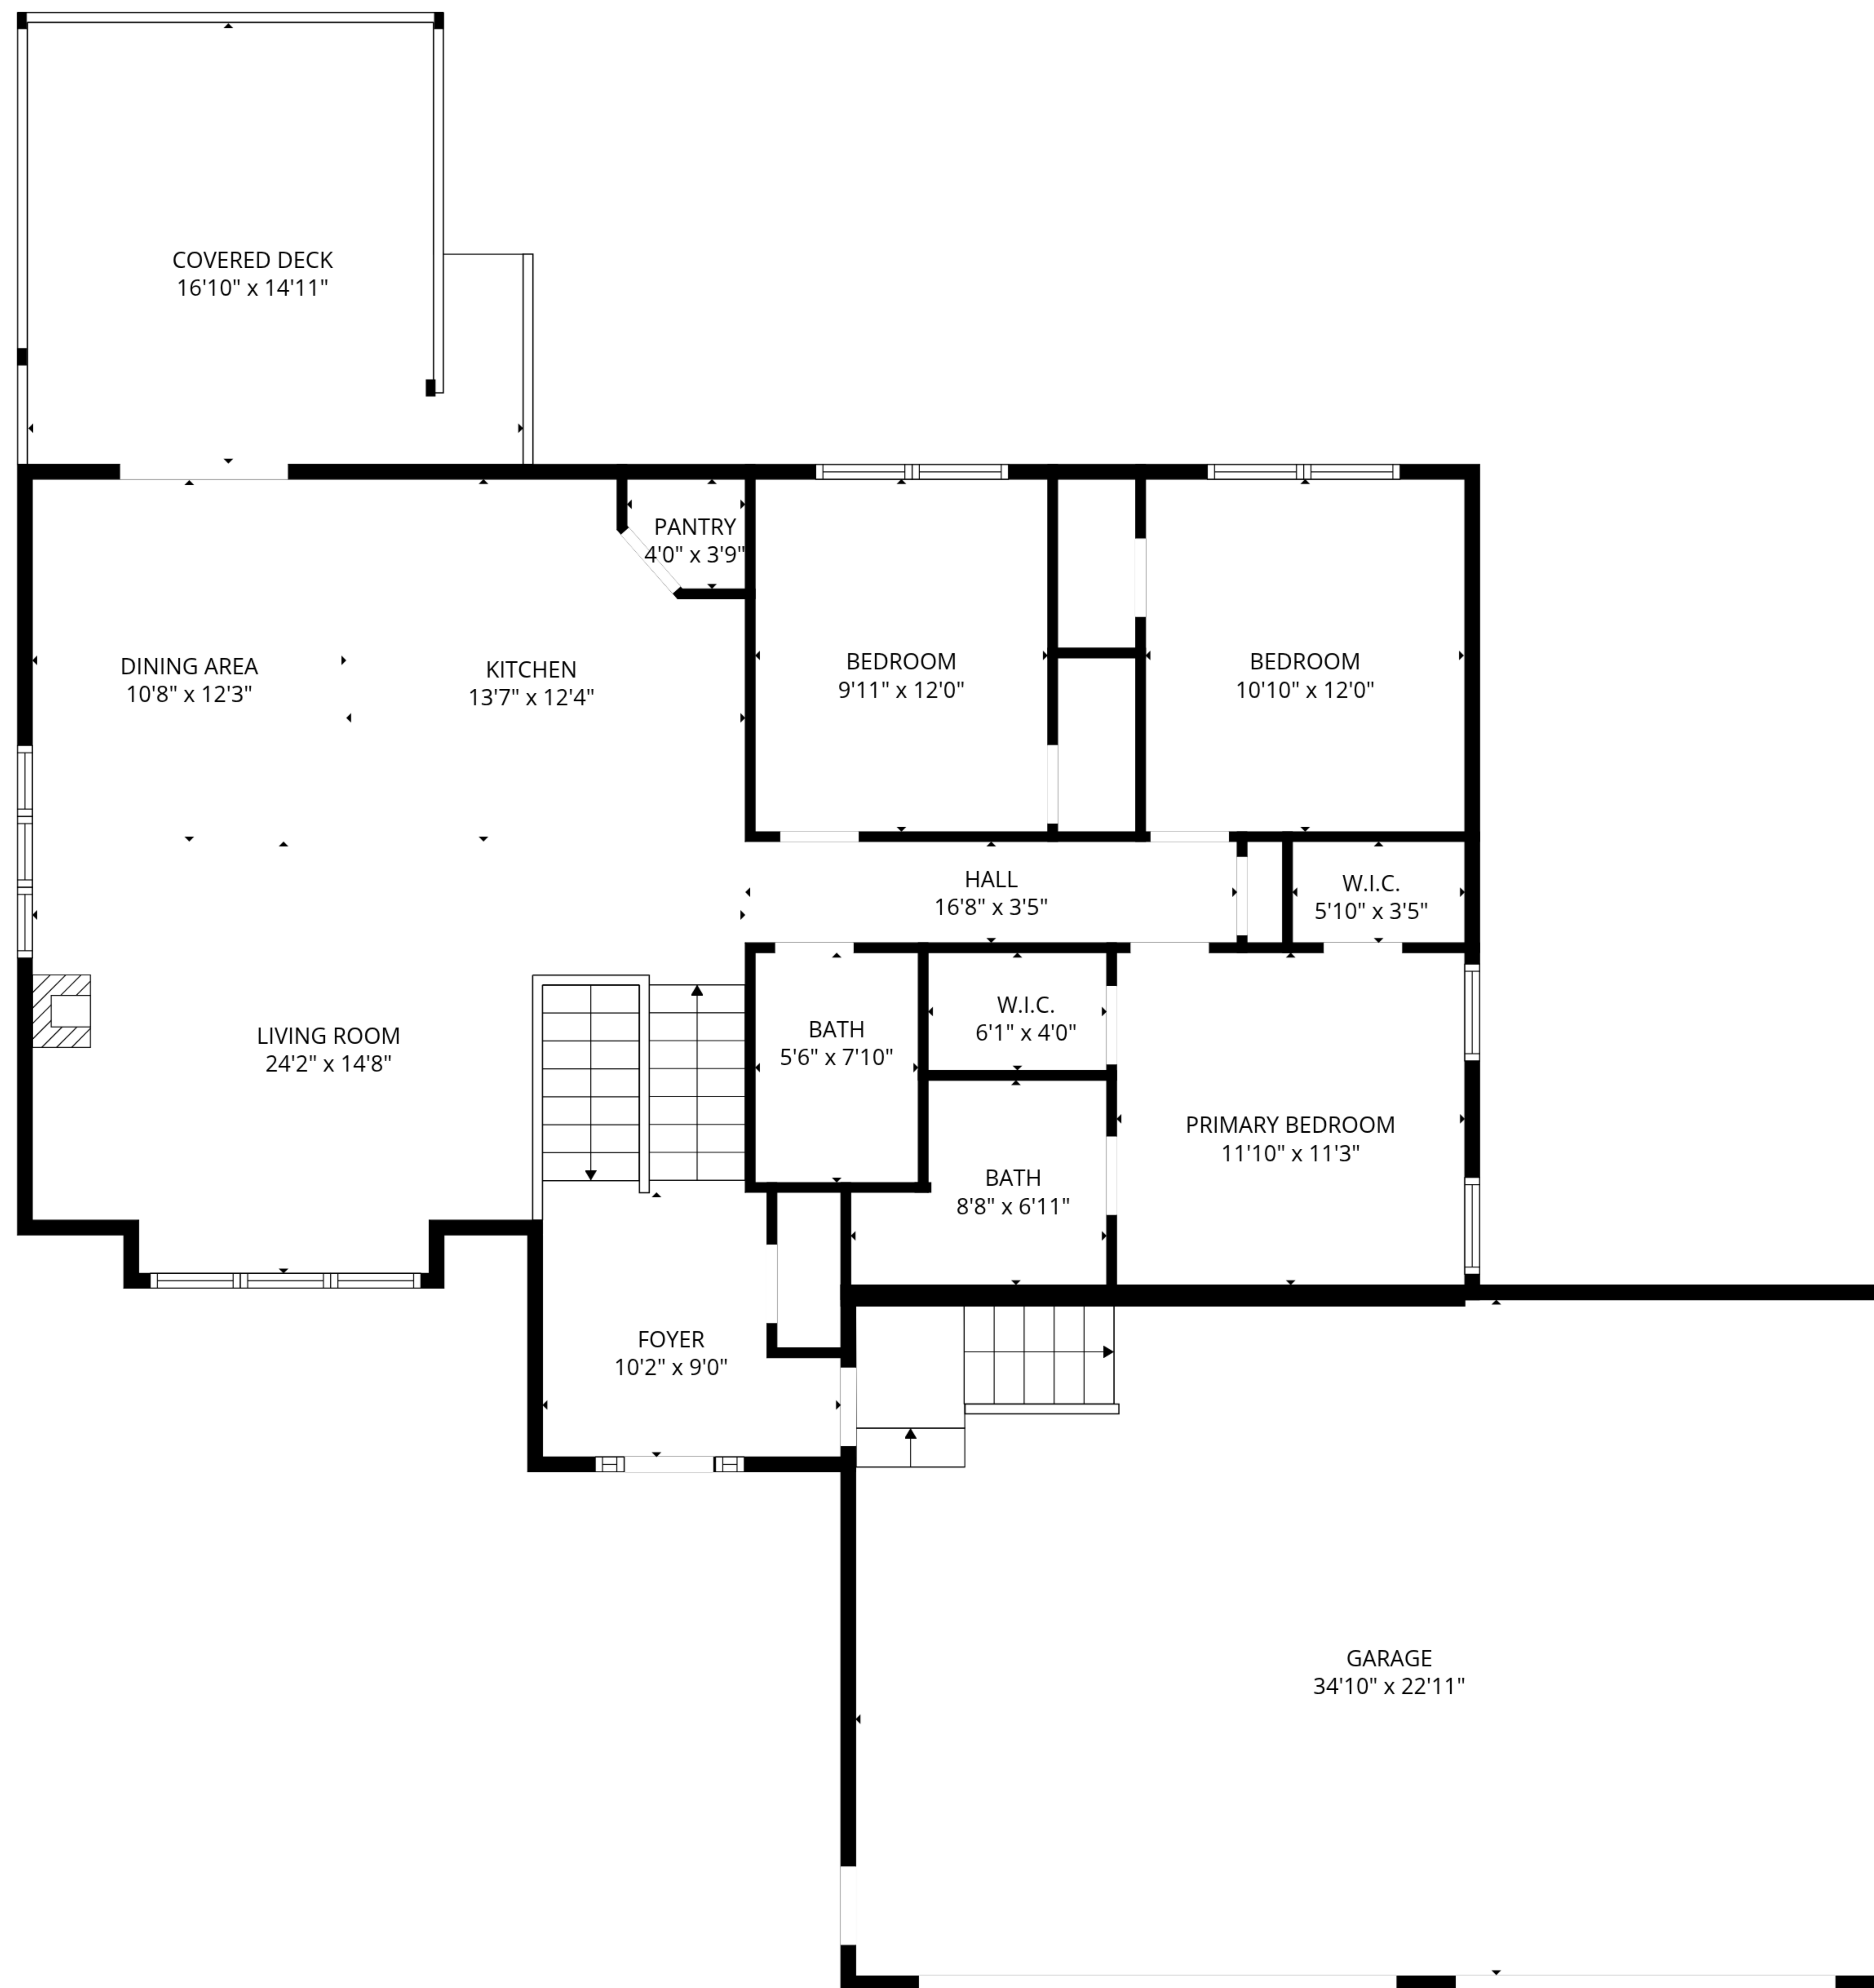 COVERED DECK
16'10" x 14'11"
PANTRY
4'0" x 3'9"
DINING AREA
10'8" x 12'3"
KITCHEN
13'7" x 12'4"
BEDROOM
9'11" x 12'0"
BEDROOM
10'10" x 12'0"
HALL
16'8" x 3'5"
W.I.C.
5'10" x 3'5"
LIVING ROOM
24'2" x 14'8"
BATH
5'6" x 7'10"
W.I.C.
6'1" x 4'0"
PRIMARY BEDROOM
11'10" x 11'3"
BATH
8'8" x 6'11"
FOYER
10'2" x 9'0"
GARAGE
34'10" x 22'11"